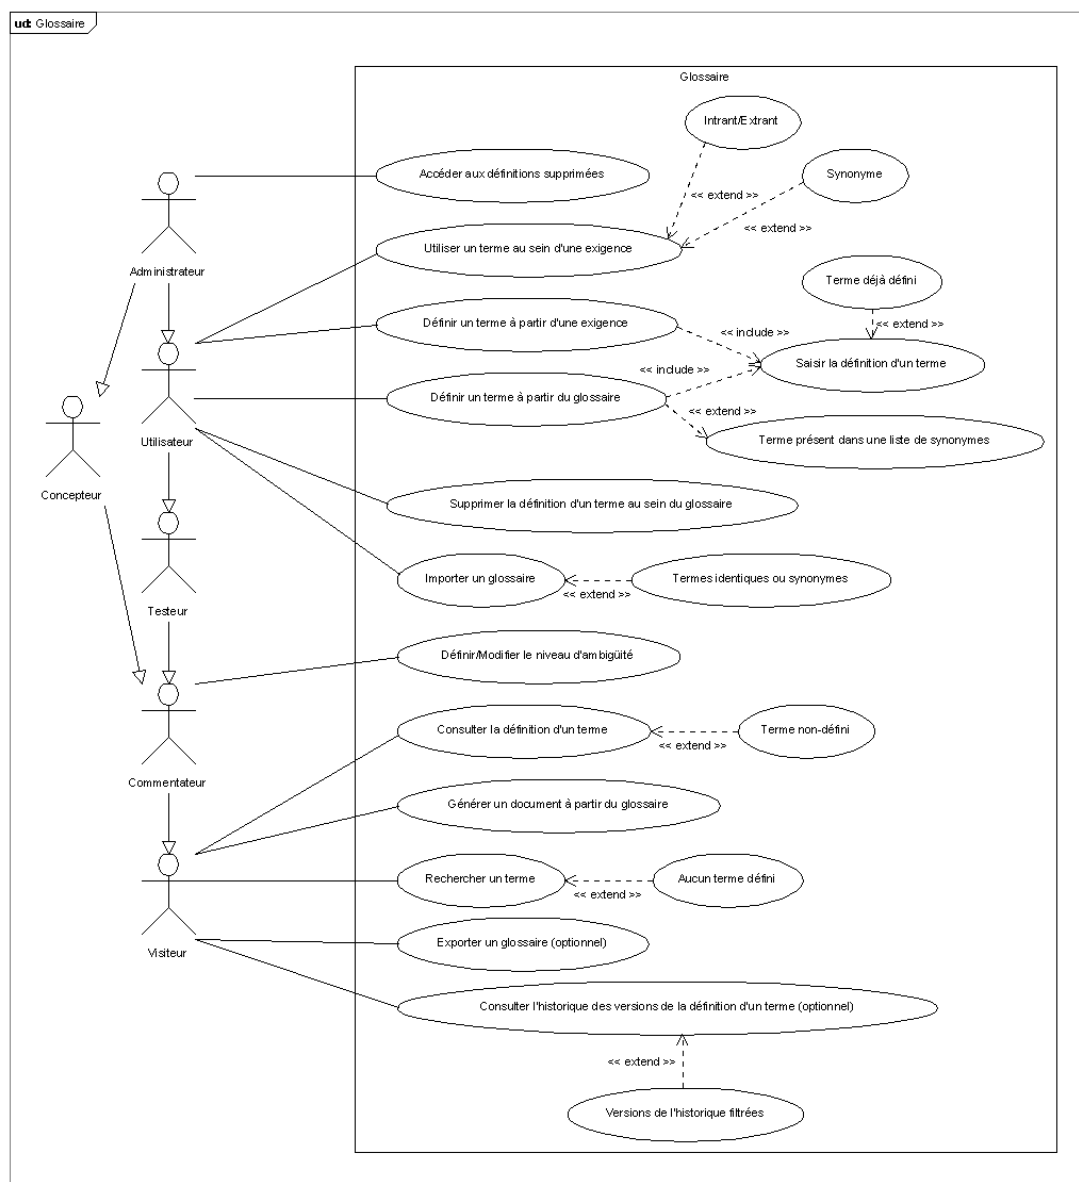 ud: Glossaire
Glossaire
Intrant/Extrant
Accéder aux définitions supprimées
Synonyme
<< extend >>
<< extend >>
Utiliser un terme au sein d'une exigence
Administrateur
Terme déjà défini
Définir un terme à partir d'une exigence
<< include >>
<< extend >>
Saisir la définition d'un terme
<< include >>
Définir un terme à partir du glossaire
<< extend >>
Utilisateur
Terme présent dans une liste de synonymes
Concepteur
Supprimer la définition d'un terme au sein du glossaire
Importer un glossaire
Termes identiques ou synonymes
<< extend >>
Testeur
Définir/Modifier le niveau d'ambigüité
Consulter la définition d'un terme
Terme non-défini
<< extend >>
Commentateur
Générer un document à partir du glossaire
Rechercher un terme
Aucun terme défini
<< extend >>
Exporter un glossaire (optionnel)
Visiteur
Consulter l'historique des versions de la définition d'un terme (optionnel)
<< extend >>
Versions de l'historique filtrées